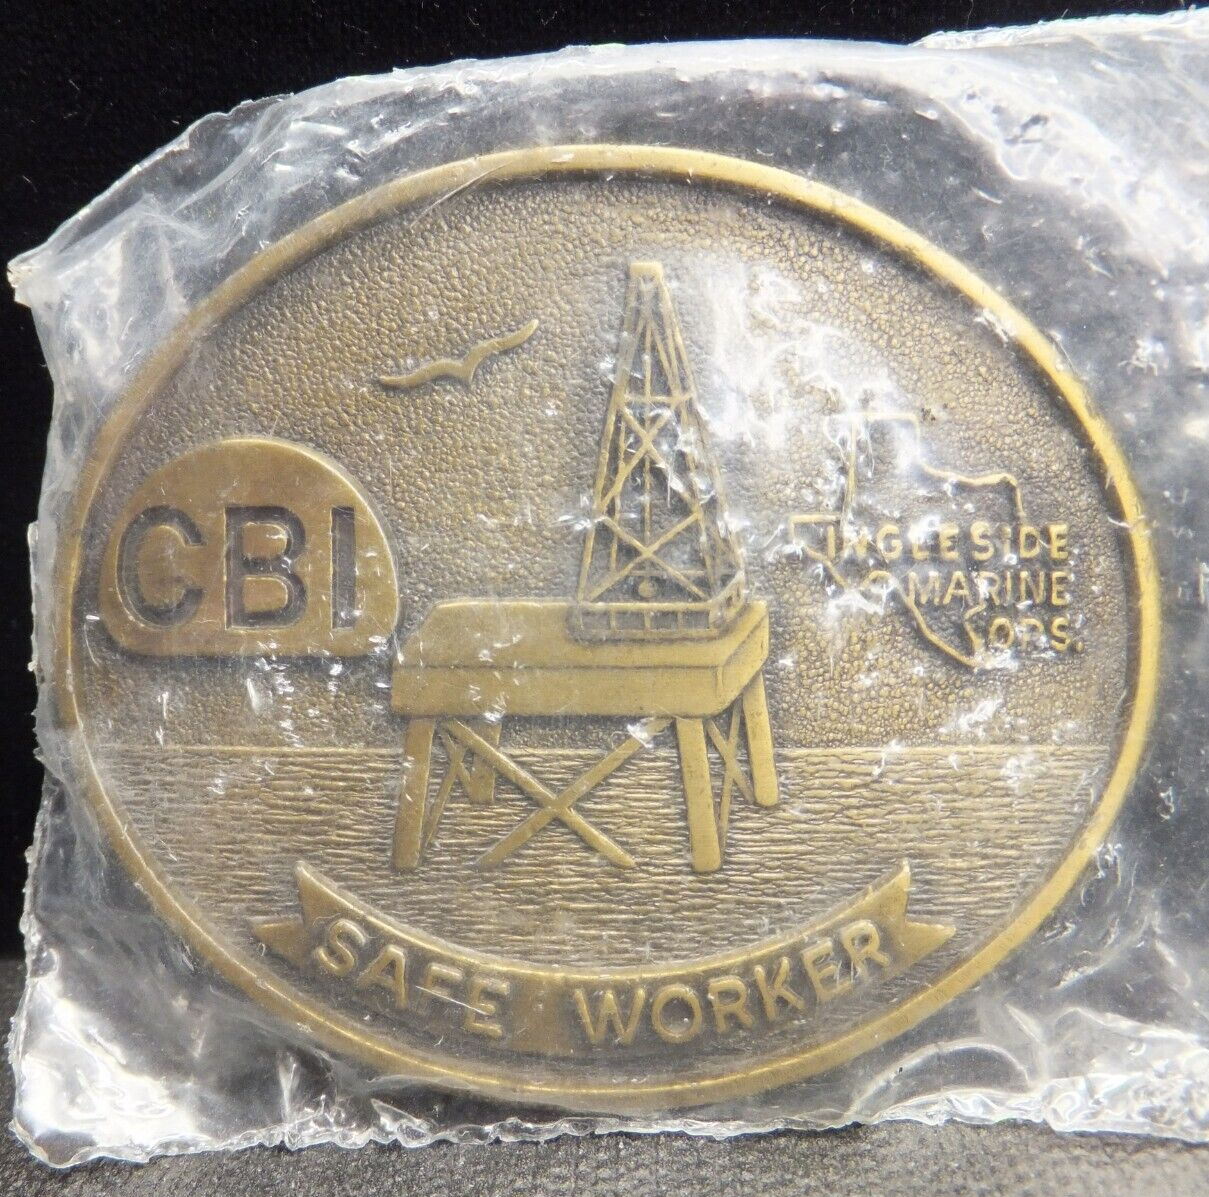 CBI
INGLESIDE
MARINE
OPS.
SAFE WORKER